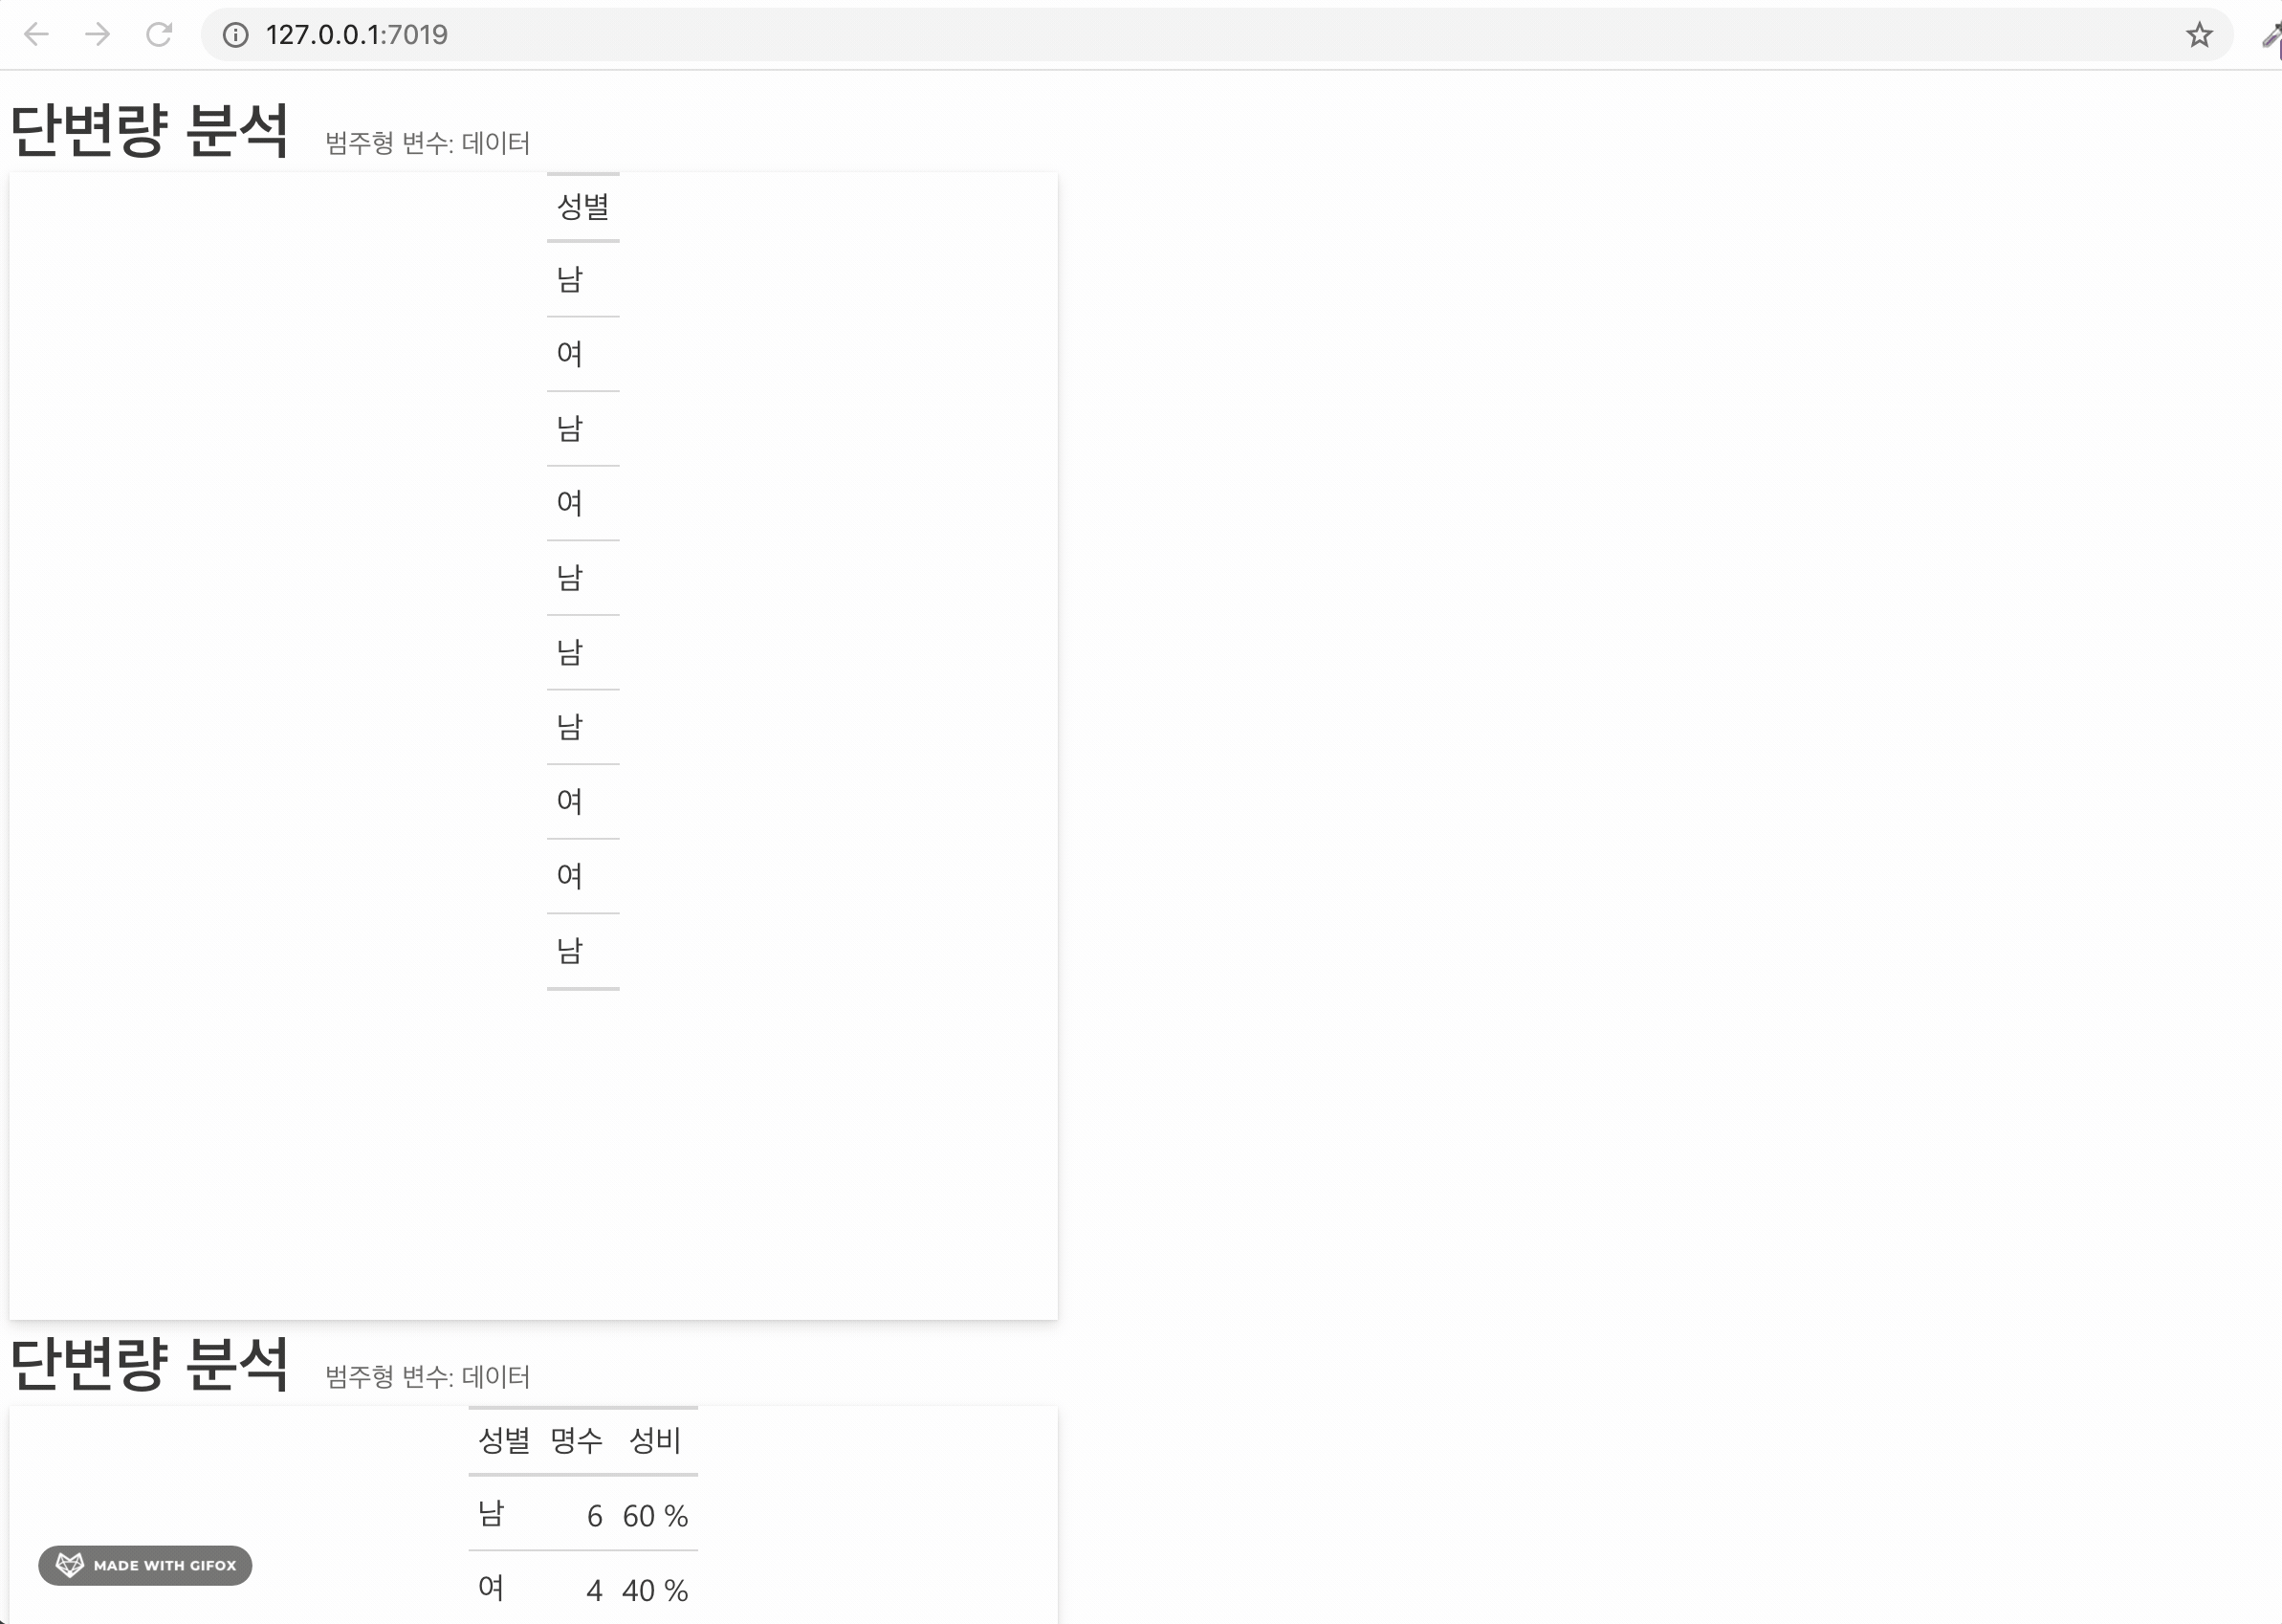 127.0.0.1:7019
단변량 분석 범주형 변수: 데이터
성별
남
여
남
여
남
남
남
여
여
남
단변량 분석 범주형 변수: 데이터
성별 명수 성비
남 6 60 %
여 4 40 %
MADE WITH GIFOX